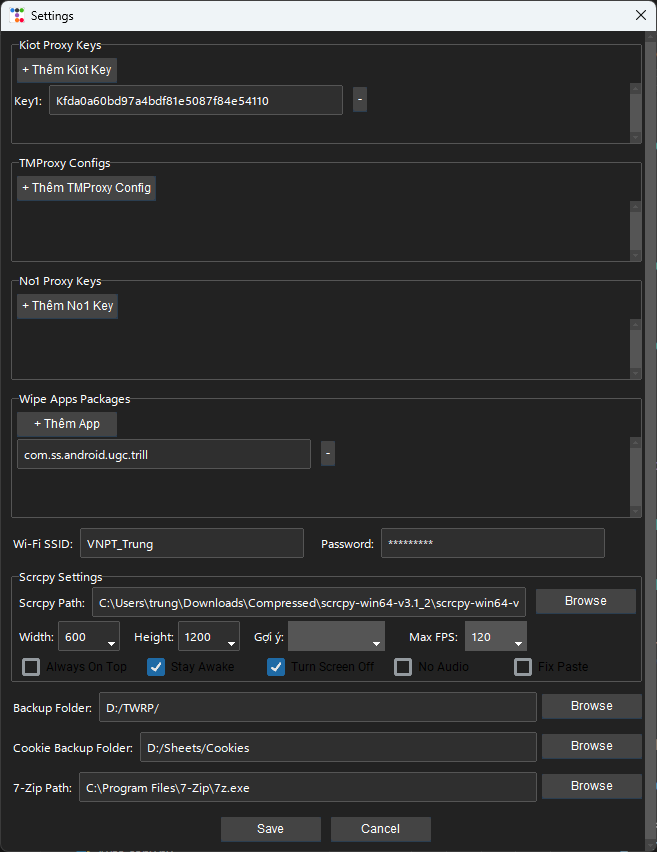 Settings
Kiot Proxy Keys
+ Thêm Kiot Key
Key1: Kfda0a60bd97a4bdf81e5087f84e54110 -
TMProxy Configs
+ Thêm TMProxy Config
No1 Proxy Keys
+ Thêm No1 Key
Wipe Apps Packages
+ Thêm App
com.ss.android.ugc.trill -
Wi-Fi SSID: VNPT_Trung Password: *********
Scrcpy Settings
Scrcpy Path: C:\Users\trung\Downloads\Compressed\scrcpy-win64-v3.1_2\scrcpy-win64-v Browse
Width: 600 Height: 1200 Gợi ý: Max FPS: 120
Always On Top Stay Awake Turn Screen Off No Audio Fix Paste
Backup Folder: D:/TWRP/ Browse
Cookie Backup Folder: D:/Sheets/Cookies Browse
7-Zip Path: C:\Program Files\7-Zip\7z.exe Browse
Save Cancel